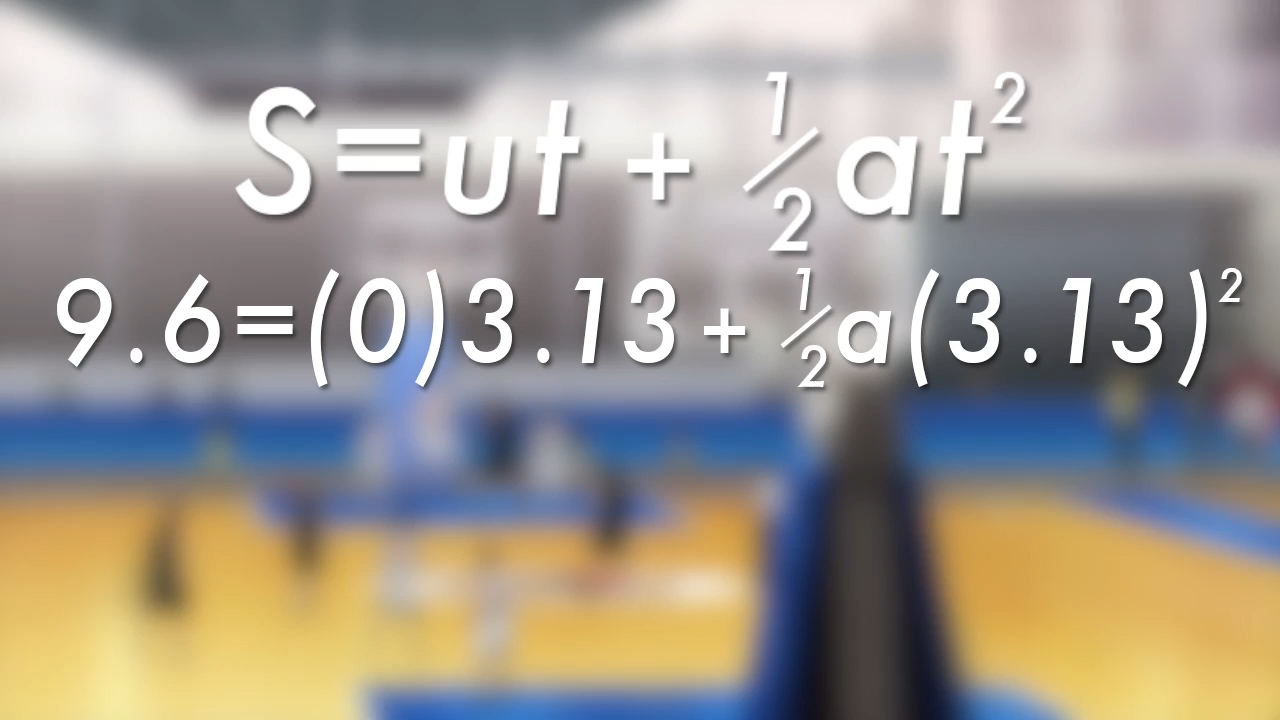 S=ut + ½at²
9.6=(0)3.13+ ½a(3.13)²